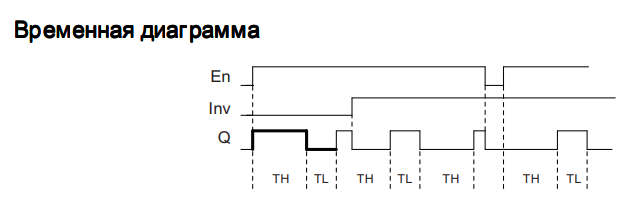 Временная диаграмма
En
Inv
Q
TH TL TH TL TH TH TL